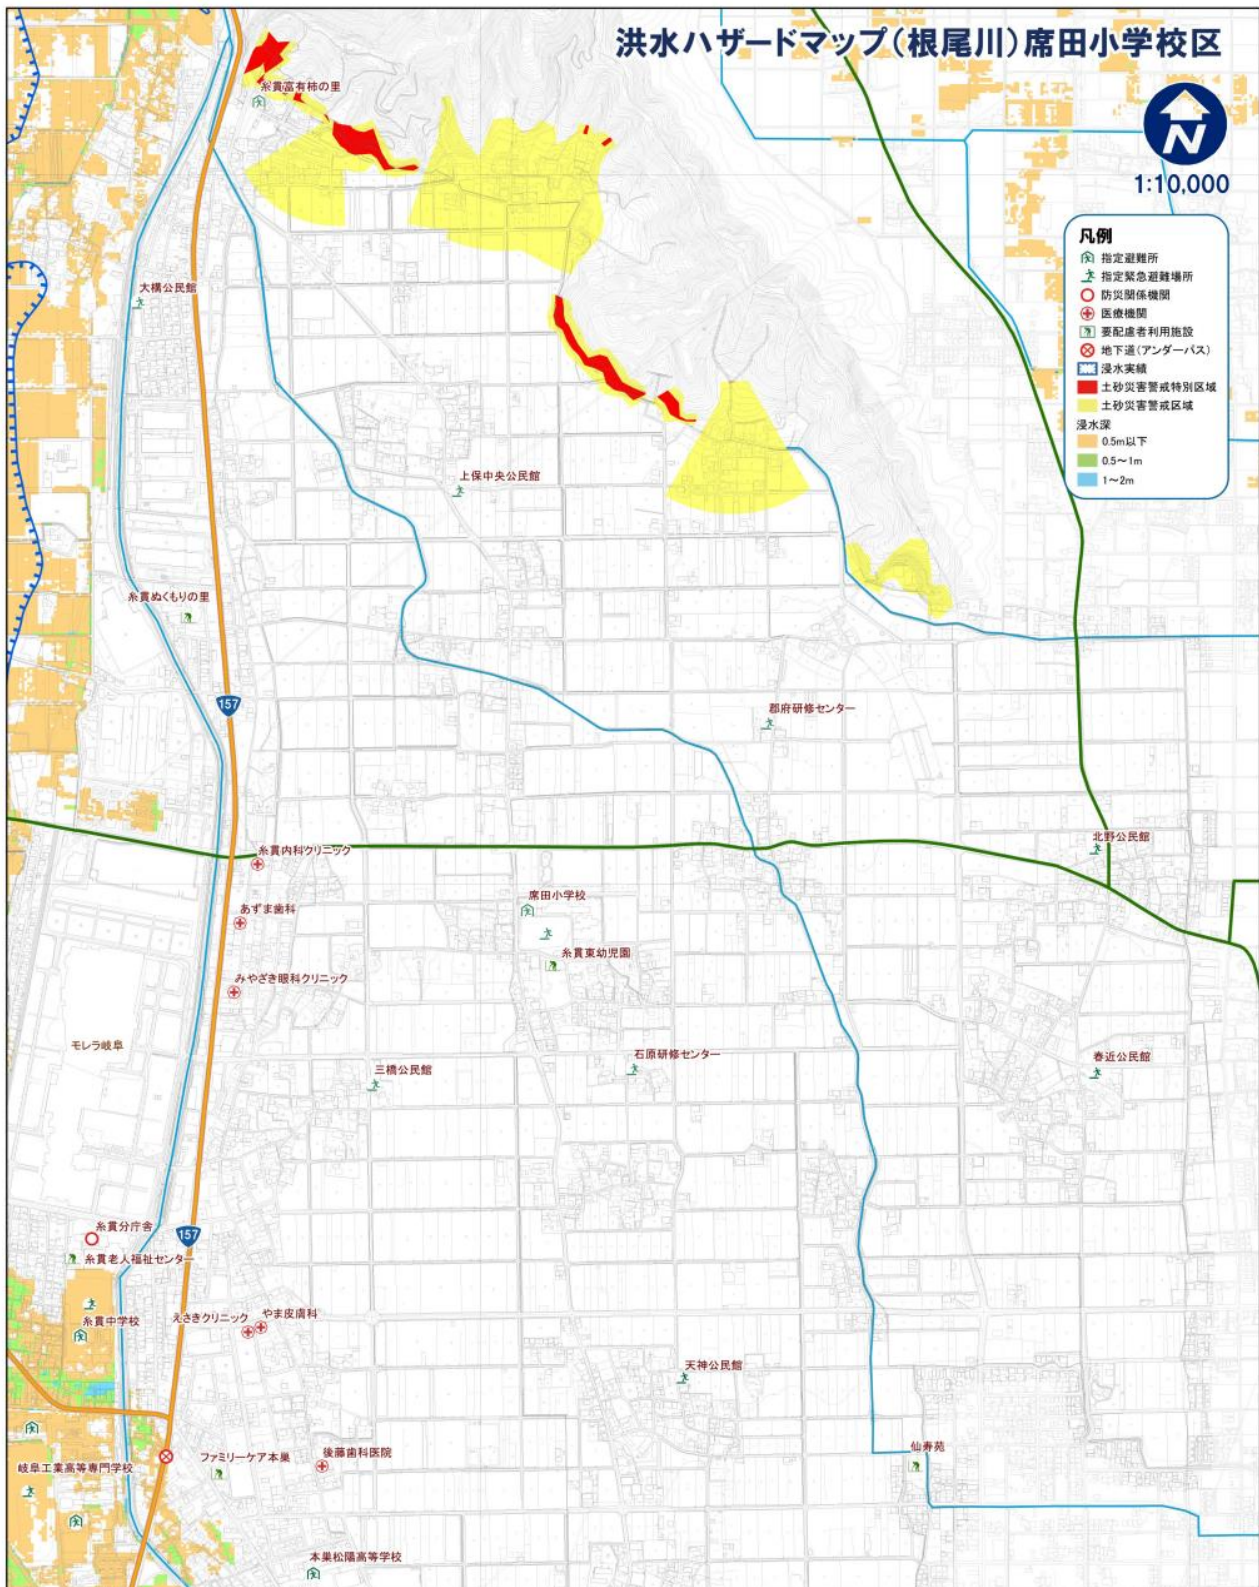 洪水ハザードマップ(根尾川)席田小学校区
N
1:10,000
凡例
指定避難所
指定緊急避難場所
防災関係機関
医療機関
要配慮者利用施設
地下道(アンダーパス)
浸水実績
土砂災害警戒特別区域
土砂災害警戒区域
浸水深
0.5m以下
0.5～1m
1～2m
糸貫富有柿の里
大構公民館
上保中央公民館
糸貫ぬくもりの里
157
郡府研修センター
北野公民館
糸貫内科クリニック
席田小学校
あずま歯科
糸貫東幼児園
みやざき眼科クリニック
モレラ岐阜
石原研修センター
春近公民館
三橋公民館
糸貫分庁舎
157
糸貫老人福祉センター
糸貫中学校
えさきクリニック
やま皮膚科
天神公民館
仙寿苑
ファミリーケア本巣
後藤歯科医院
岐阜工業高等専門学校
本巣松陽高等学校